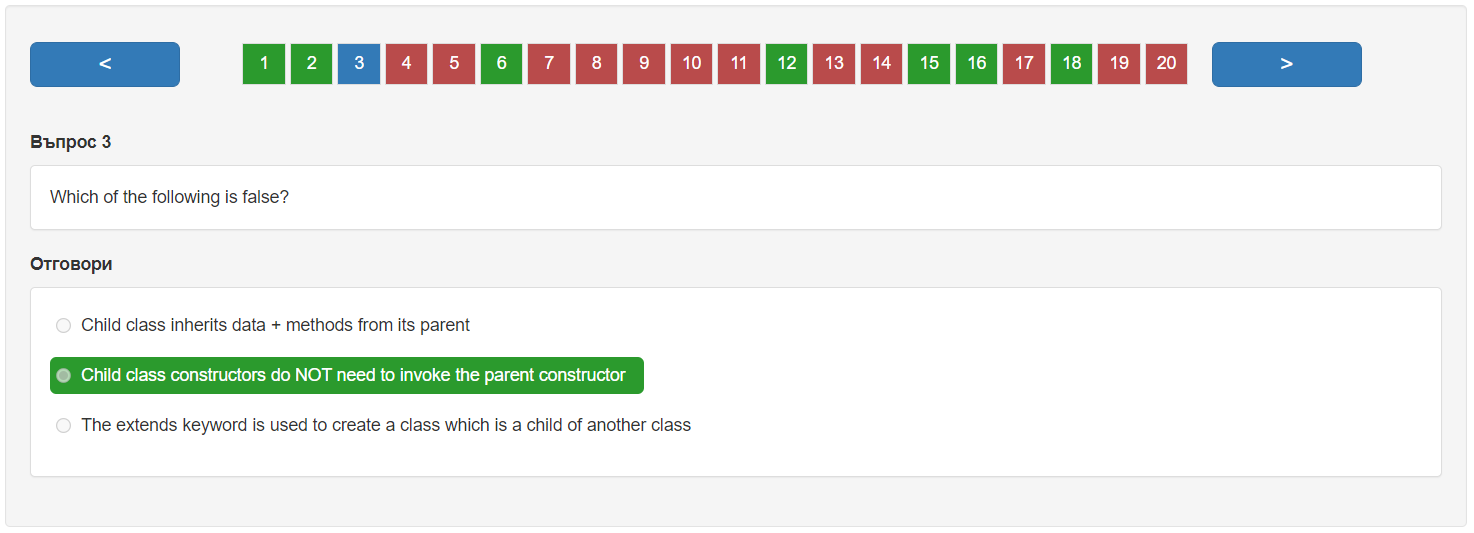 < 1 2 3 4 5 6 7 8 9 10 11 12 13 14 15 16 17 18 19 20 >
Въпрос 3
Which of the following is false?
Отговори
Child class inherits data + methods from its parent
Child class constructors do NOT need to invoke the parent constructor
The extends keyword is used to create a class which is a child of another class